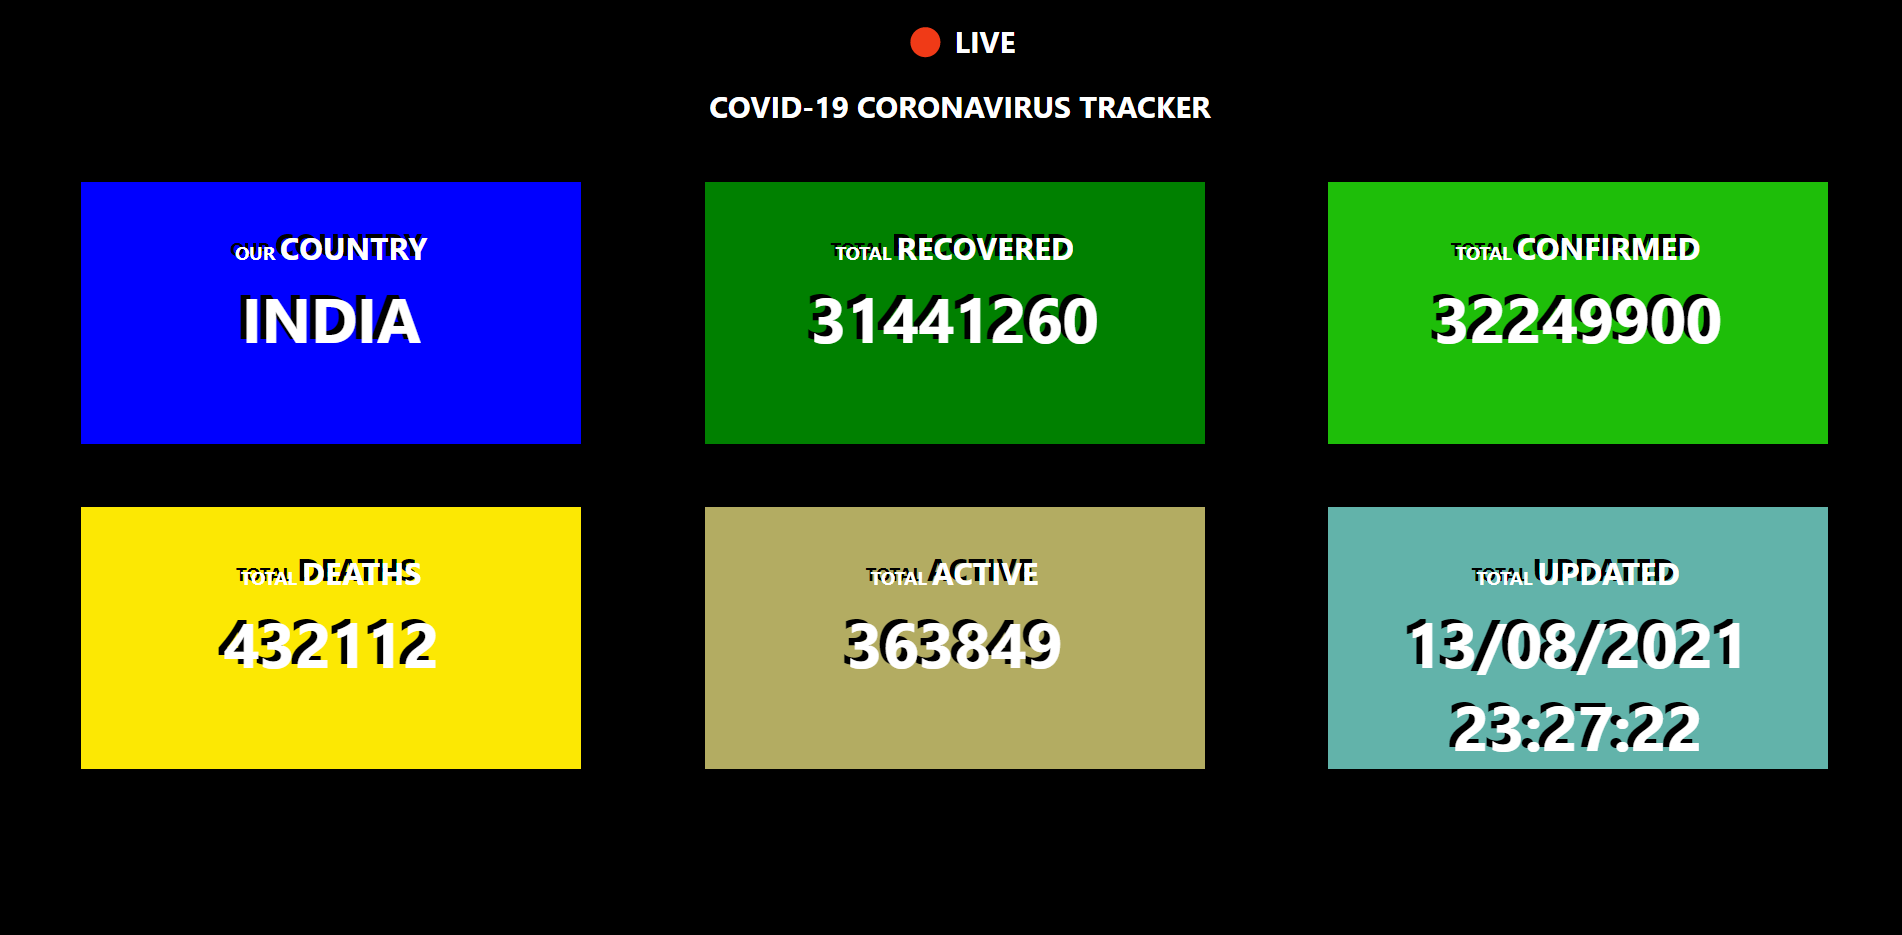 LIVE
COVID-19 CORONAVIRUS TRACKER
OUR COUNTRY
INDIA
TOTAL RECOVERED
31441260
TOTAL CONFIRMED
32249900
TOTAL DEATHS
432112
TOTAL ACTIVE
363849
TOTAL UPDATED
13/08/2021
23:27:22